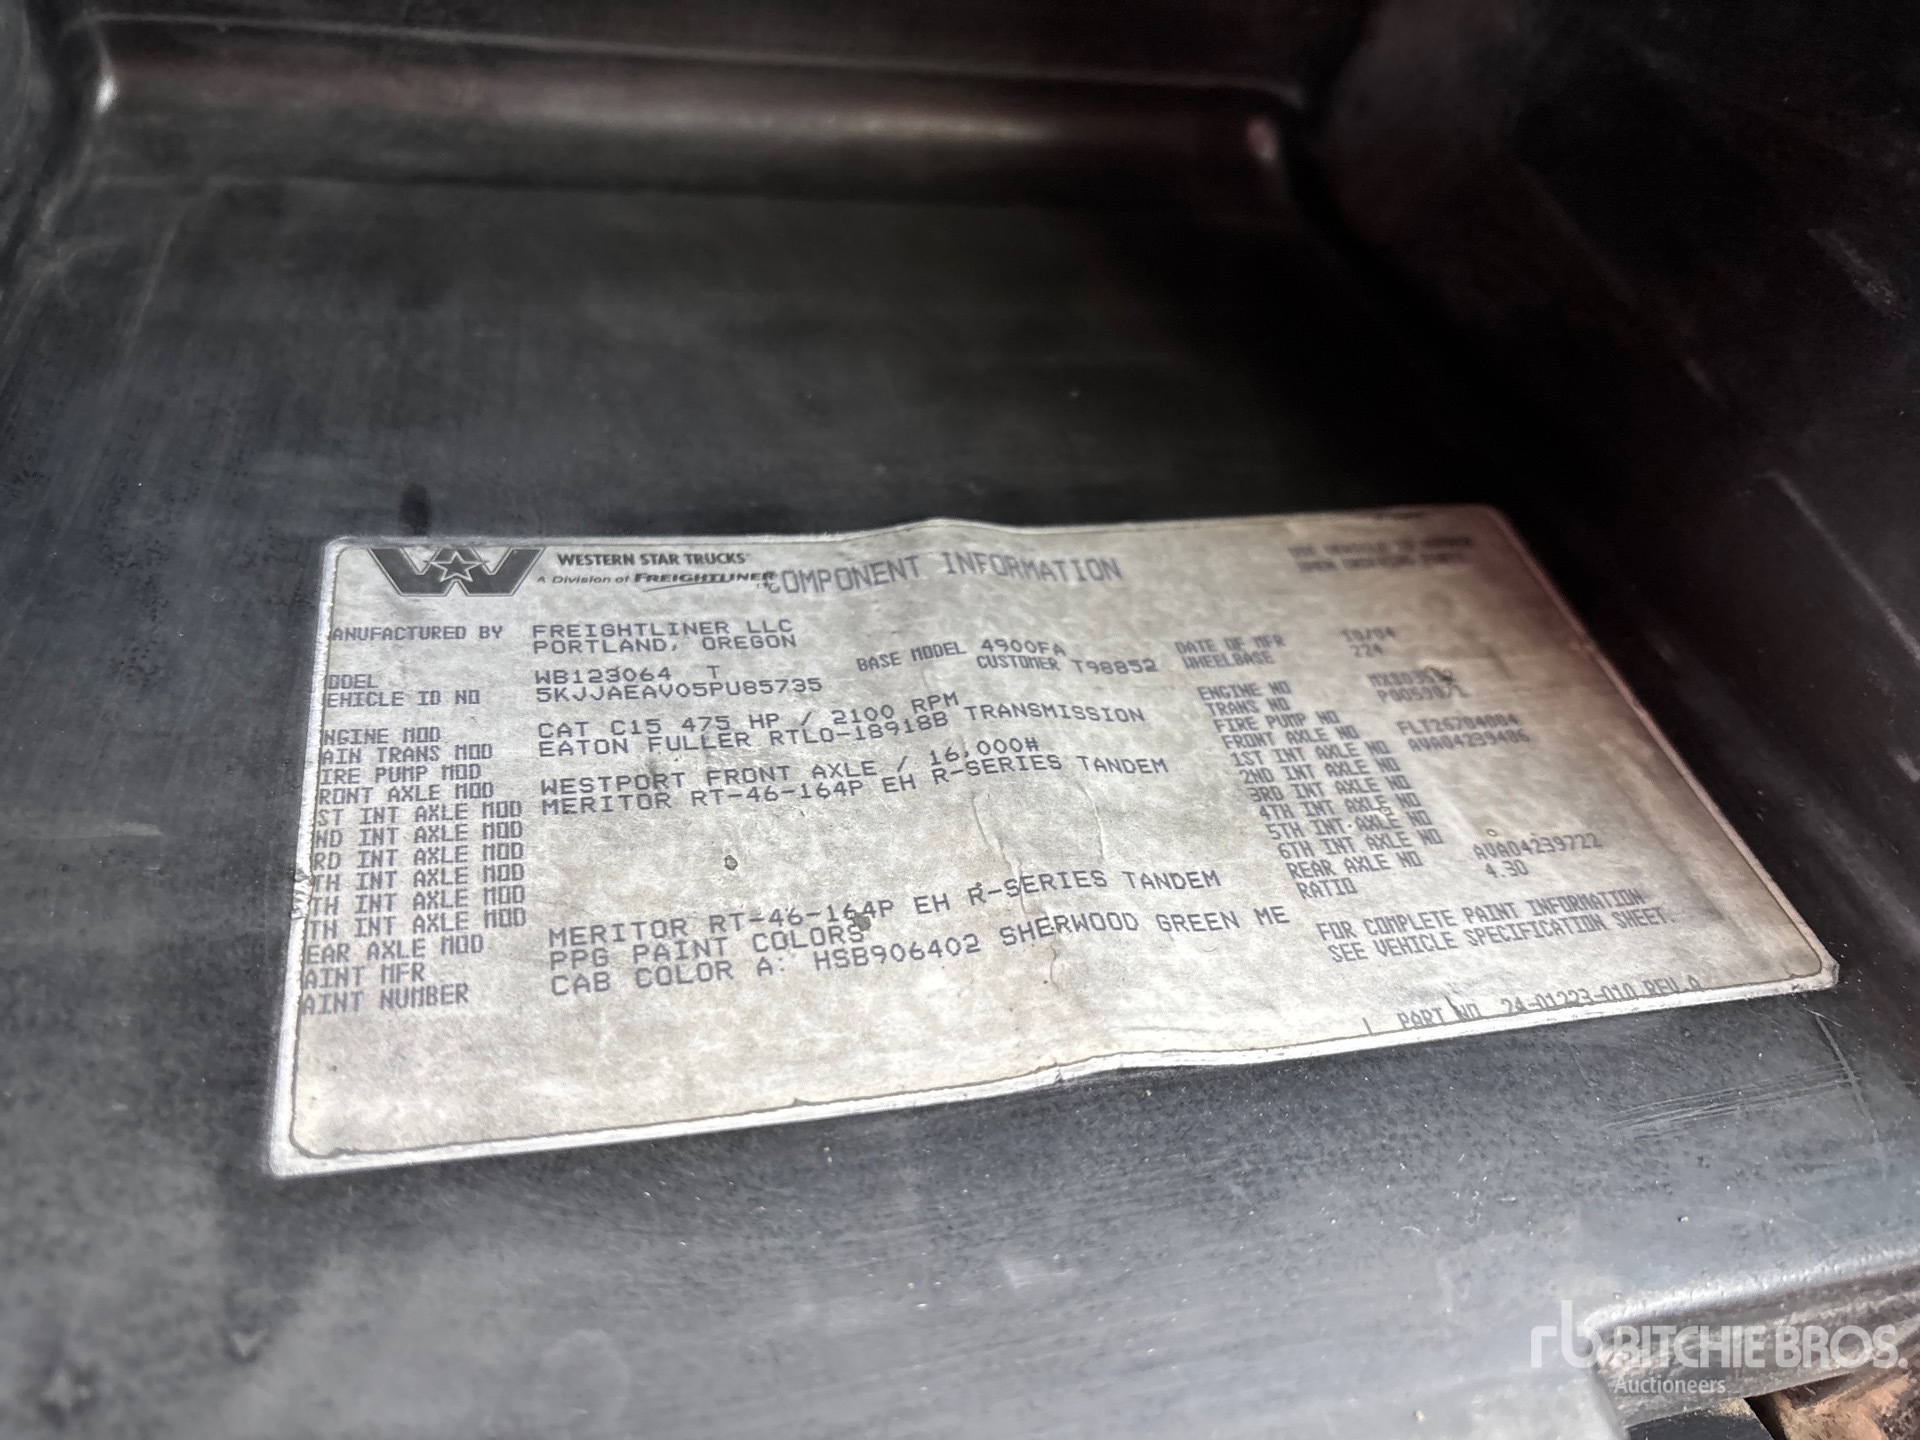 WESTERN STAR TRUCKS
A Division of FREIGHTLINER
COMPONENT INFORMATION
ANUFACTURED BY FREIGHTLINER LLC
PORTLAND, OREGON
ODEL WB123064 T BASE MODEL 4900FA DATE OF MFR 10/04
EHICLE ID NO 5KJJAEAV05PU85735 CUSTOMER T98852 WHEELBASE 224
NGINE MOD CAT C15 475 HP / 2100 RPM ENGINE NO
AIN TRANS MOD EATON FULLER RTLO-18918B TRANSMISSION TRANS NO
IRE PUMP MOD FIRE PUMP NO
RONT AXLE MOD WESTPORT FRONT AXLE / 16,000# FRONT AXLE NO FLT26704004
ST INT AXLE MOD MERITOR RT-46-164P EH R-SERIES TANDEM 1ST INT AXLE NO AVA04239406
ND INT AXLE MOD 2ND INT AXLE NO
RD INT AXLE MOD 3RD INT AXLE NO
TH INT AXLE MOD 4TH INT AXLE NO
TH INT AXLE MOD 5TH INT AXLE NO
TH INT AXLE MOD 6TH INT AXLE NO
EAR AXLE MOD MERITOR RT-46-164P EH R-SERIES TANDEM REAR AXLE NO AVA04239722
AINT MFR PPG PAINT COLORS RATIO 4.30
AINT NUMBER CAB COLOR A: HSB906402 SHERWOOD GREEN ME
FOR COMPLETE PAINT INFORMATION
SEE VEHICLE SPECIFICATION SHEET.
PART NO 24-01223-010 REV A
rb RITCHIE BROS.
Auctioneers